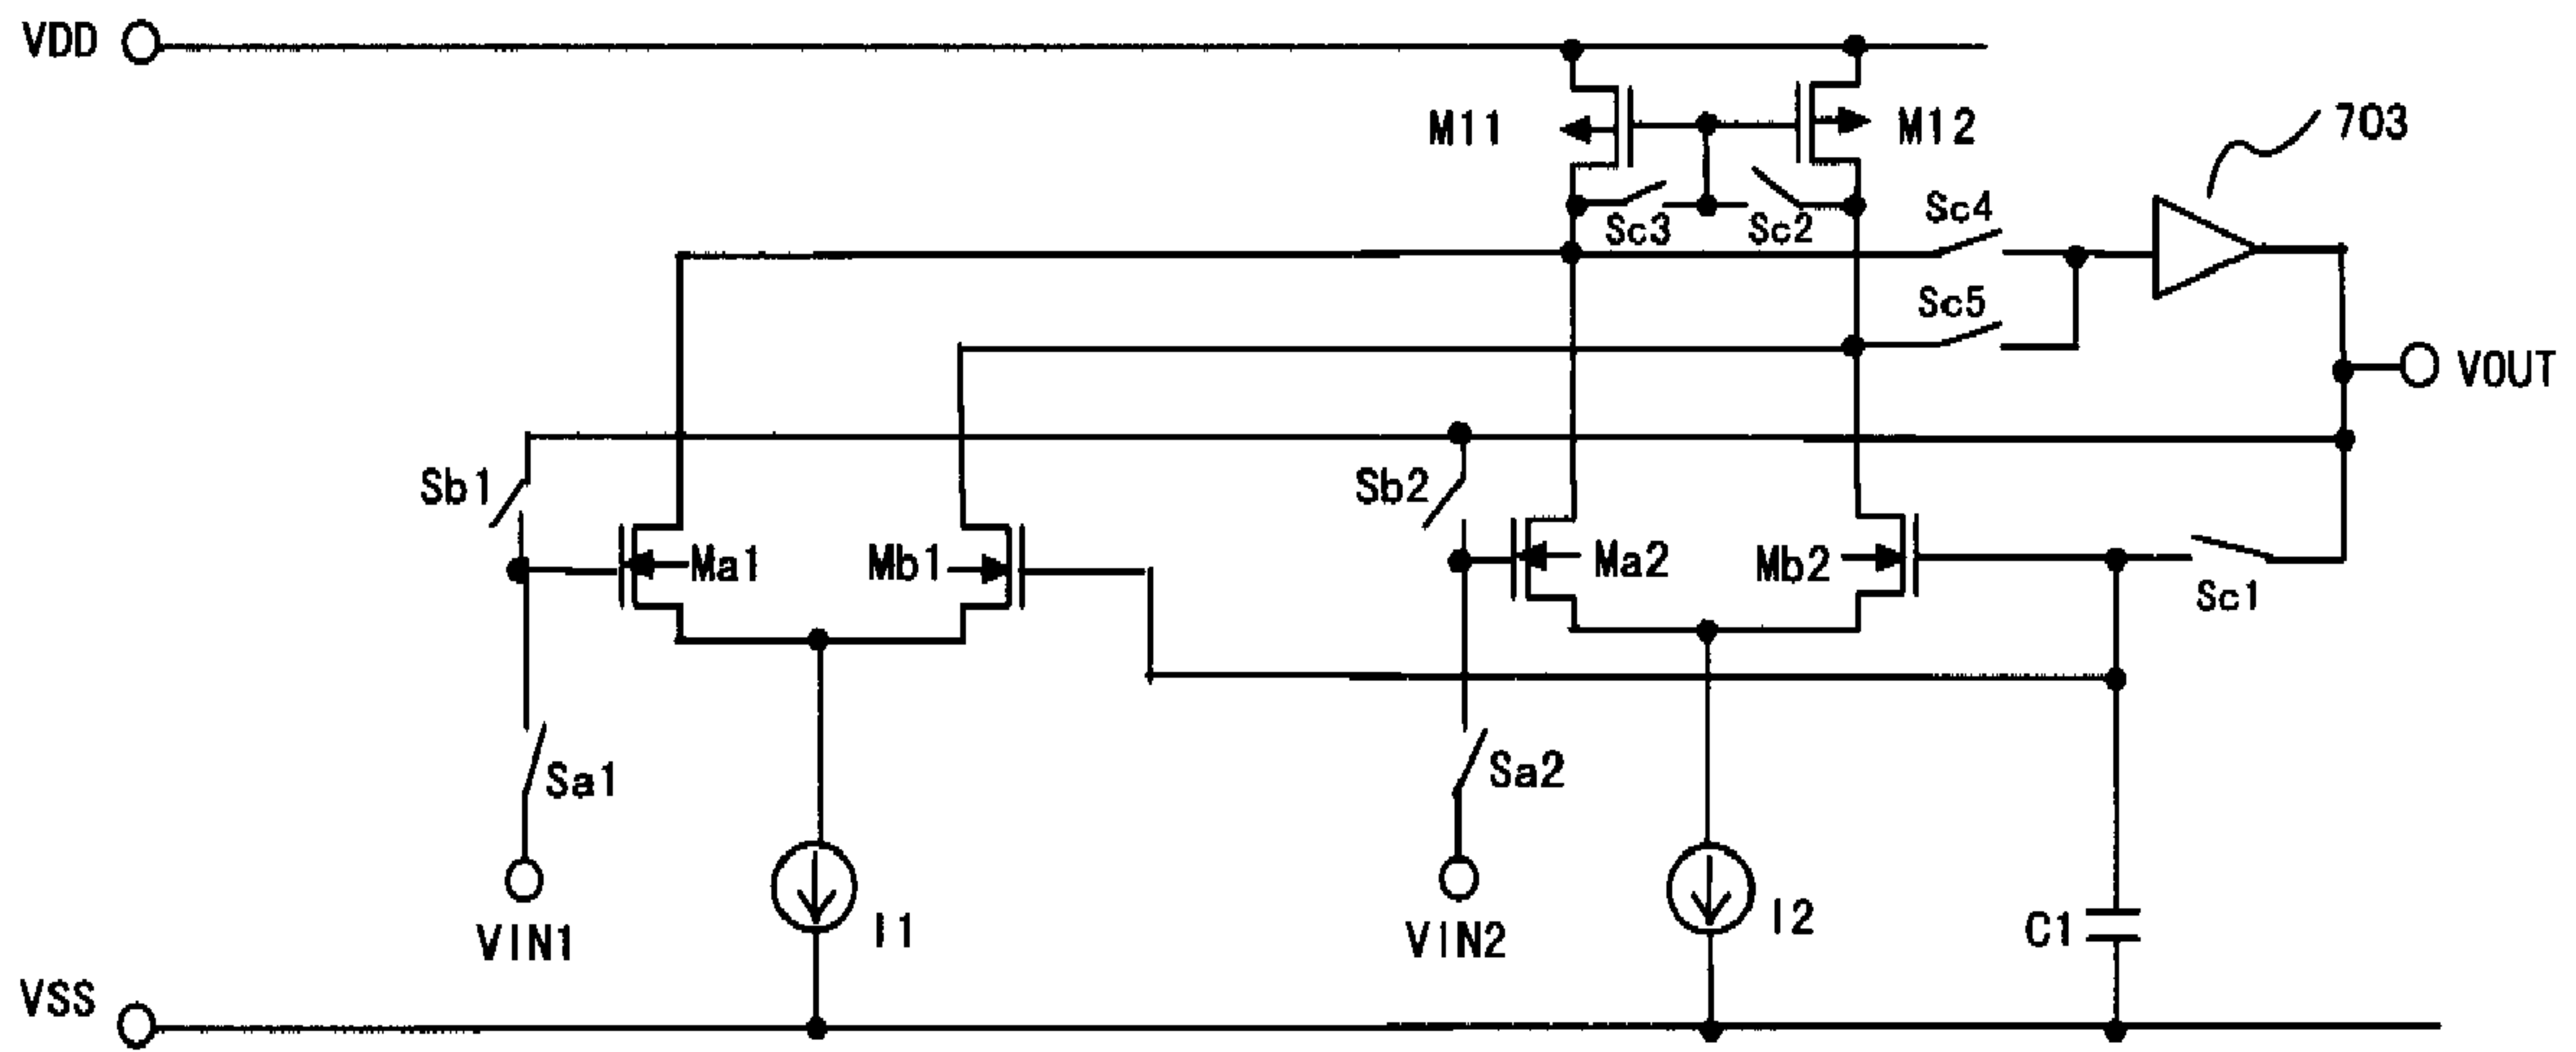 VDD
703
M11
M12
Sc3
Sc2
Sc4
Sc5
VOUT
Sb1
Sb2
Ma1
Mb1
Ma2
Mb2
Sc1
Sa1
Sa2
VIN1
I1
VIN2
I2
C1
VSS